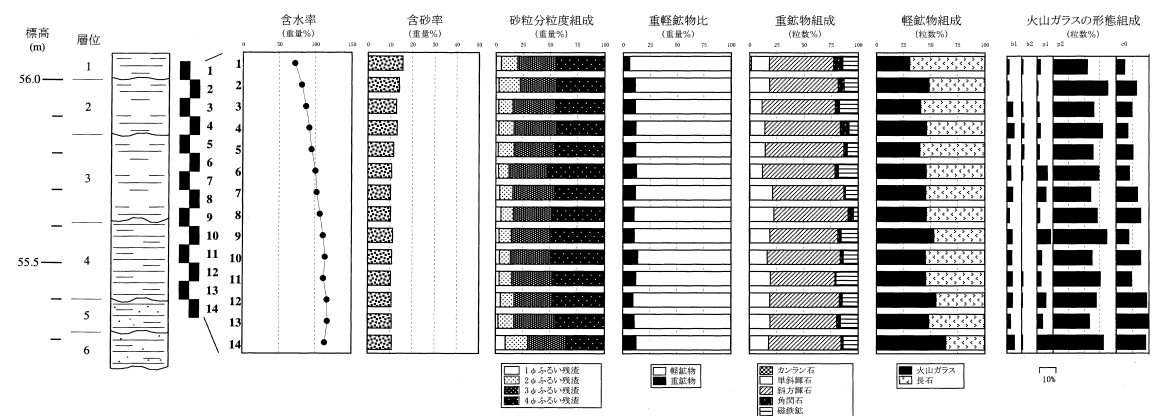 標高
(m)
層位
含水率
(重量%)
含砂率
(重量%)
砂粒分粒度組成
(重量%)
重軽鉱物比
(重量%)
重鉱物組成
(粒数%)
軽鉱物組成
(粒数%)
火山ガラスの形態組成
(粒数%)
0 50 100 150
0 10 20 30 40 50
0 25 50 75 100
0 25 50 75 100
0 25 50 75 100
0 25 50 75 100
b1 b2 p1 p2 c0
56.0
55.5
1
2
3
4
5
6
1
2
3
4
5
6
7
8
9
10
11
12
13
14
1
2
3
4
5
6
7
8
9
10
11
12
13
14
1φふるい残渣
2φふるい残渣
3φふるい残渣
4φふるい残渣
軽鉱物
重鉱物
カンラン石
単斜輝石
斜方輝石
角閃石
磁鉄鉱
火山ガラス
長石
10%